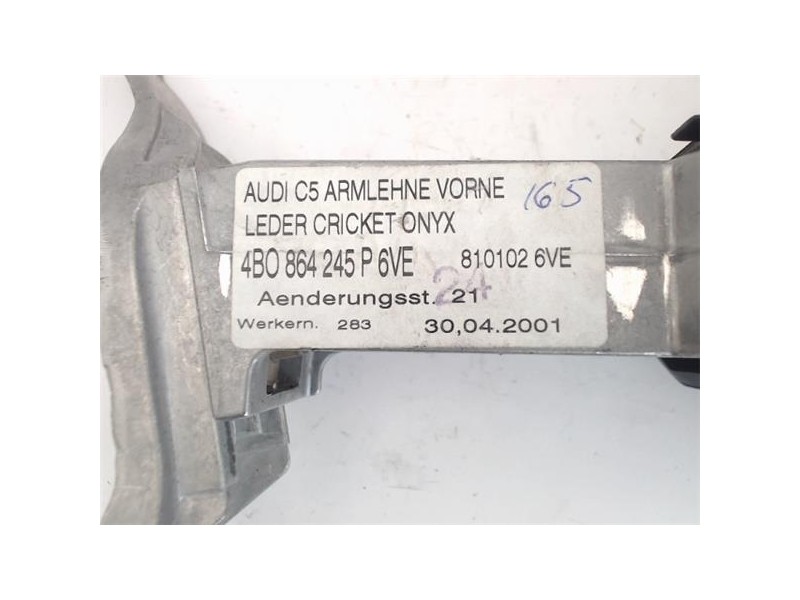 AUDI C5 ARMLEHNE VORNE 165
LEDER CRICKET ONYX
4B0 864 245 P 6VE 810102 6VE
24
Aenderungsst. 21
Werkern. 283 30,04.2001